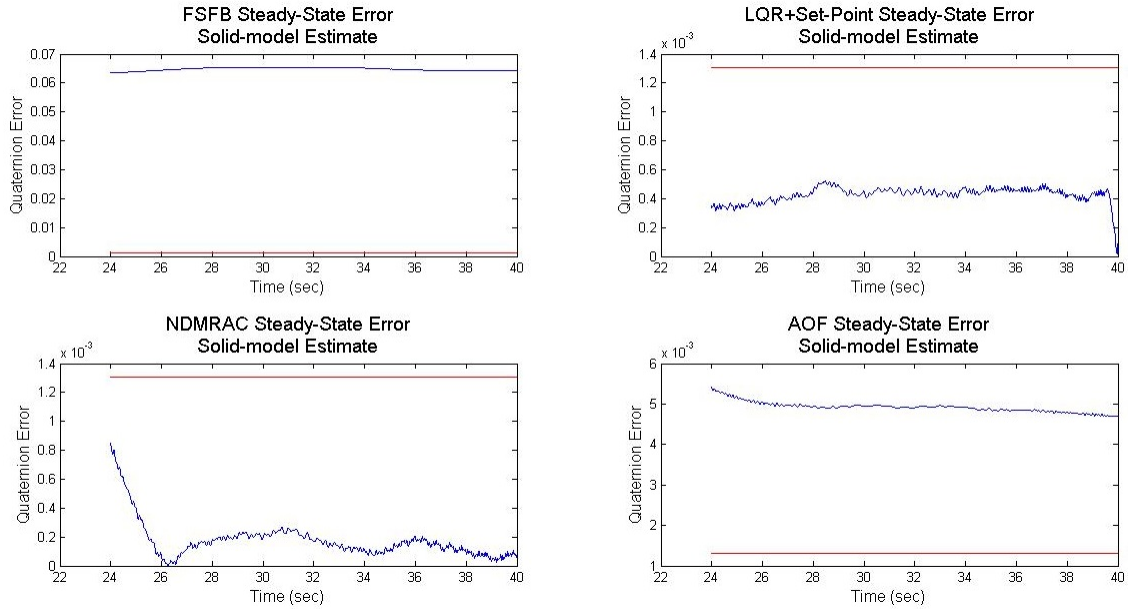 FSFB Steady-State Error
Solid-model Estimate
0.07
0.06
0.05
0.04
0.03
0.02
0.01
0
Quaternion Error
22 24 26 28 30 32 34 36 38 40
Time (sec)
LQR+Set-Point Steady-State Error
Solid-model Estimate
x 10-3
1.4
1.2
1
0.8
0.6
0.4
0.2
0
Quaternion Error
22 24 26 28 30 32 34 36 38 40
Time (sec)
NDMRAC Steady-State Error
Solid-model Estimate
x 10-3
1.4
1.2
1
0.8
0.6
0.4
0.2
0
Quaternion Error
22 24 26 28 30 32 34 36 38 40
Time (sec)
AOF Steady-State Error
Solid-model Estimate
x 10-3
6
5
4
3
2
1
Quaternion Error
22 24 26 28 30 32 34 36 38 40
Time (sec)